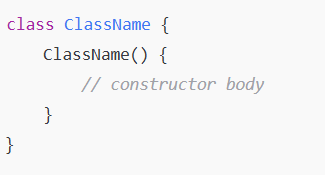 class ClassName {
    ClassName() {
        // constructor body
    }
}